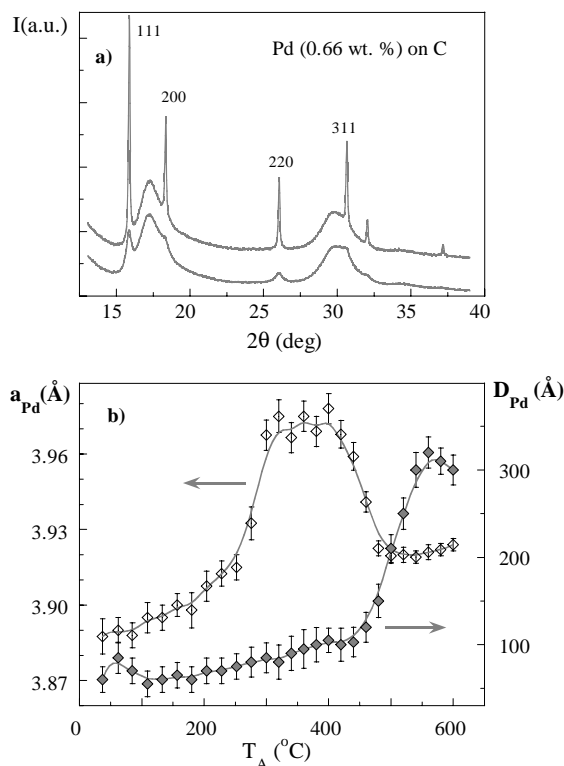 I(a.u.)
a)
Pd (0.66 wt. %) on C
111
200
220
311
15 20 25 30 35 40
2θ (deg)
a_Pd(Å)
b)
D_Pd (Å)
3.96
3.93
3.90
3.87
300
200
100
0 200 400 600
T_Δ (°C)